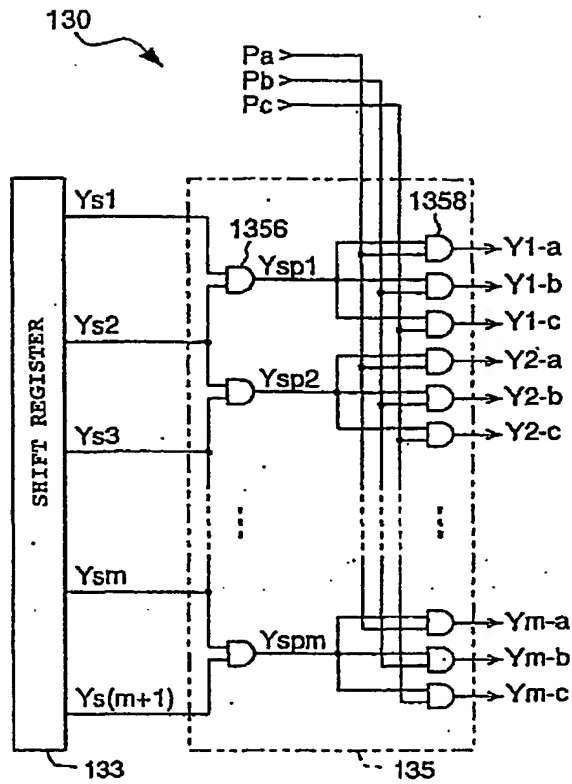 130
Pa
Pb
Pc
Ys1
1356
1358
Ysp1
Y1-a
Y1-b
Y1-c
Ys2
Ysp2
Y2-a
Y2-b
Y2-c
Ys3
SHIFT REGISTER
Ysm
Yspm
Ym-a
Ym-b
Ym-c
Ys(m+1)
133
135